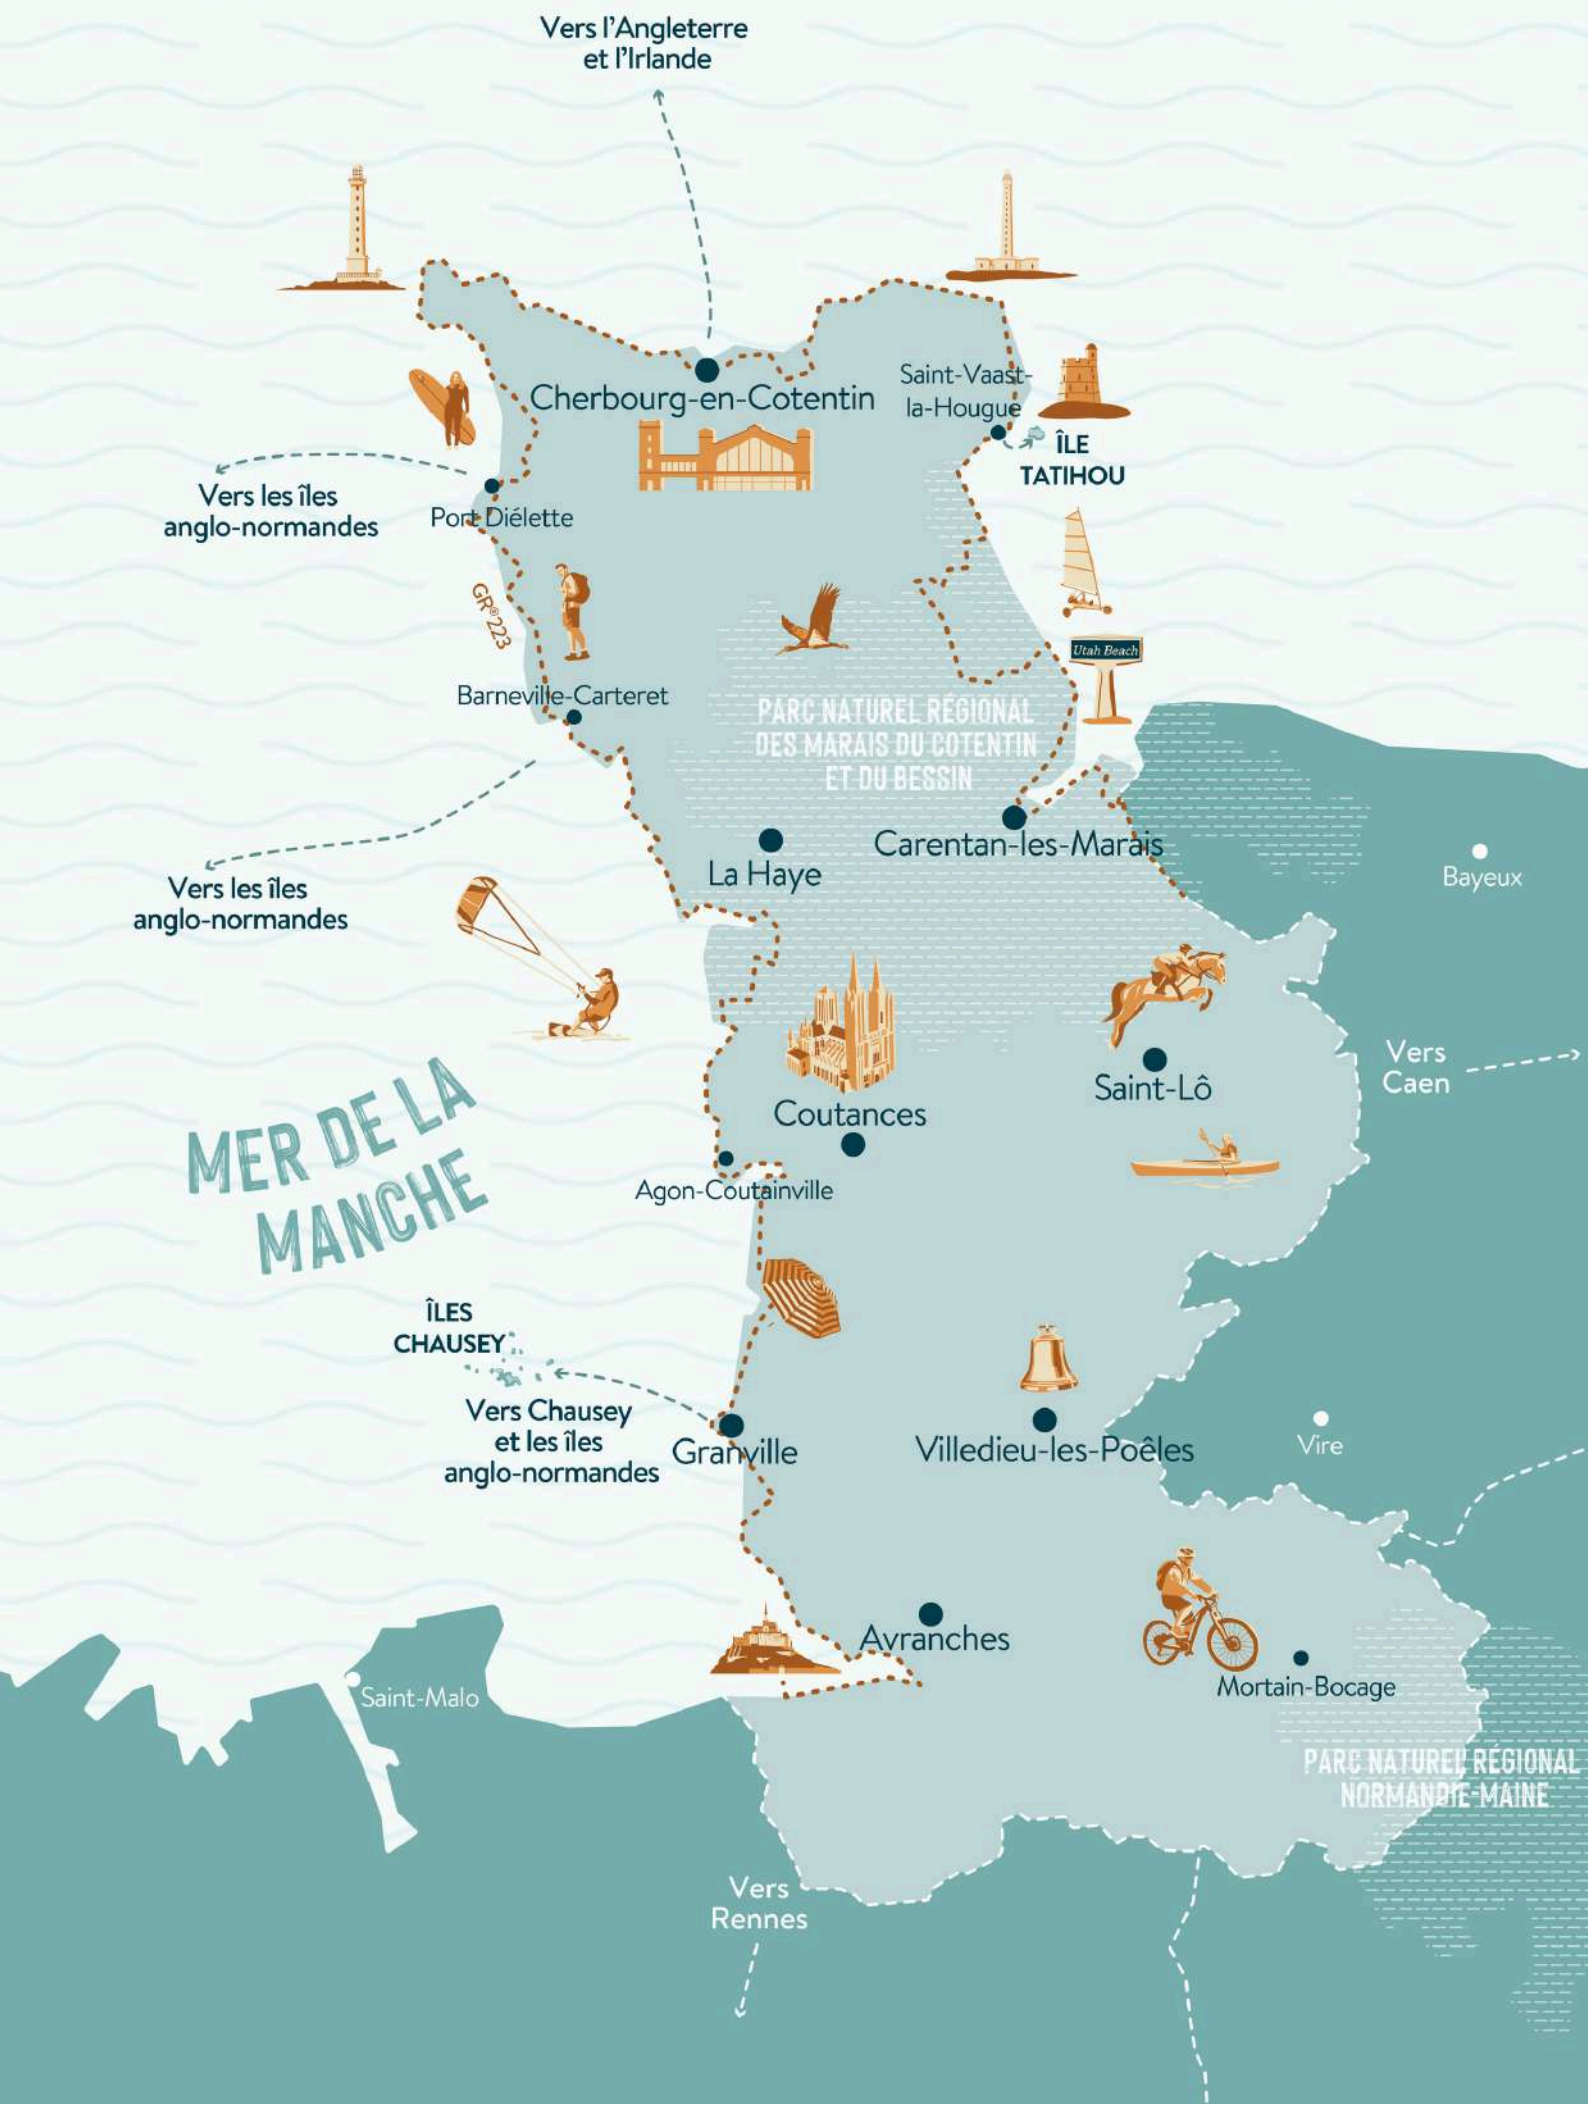 Vers l'Angleterre
et l'Irlande
Cherbourg-en-Cotentin
Saint-Vaast-
la-Hougue
ÎLE
TATIHOU
Vers les îles
anglo-normandes
Port Diélette
GR®223
Utah Beach
Barneville-Carteret
PARC NATUREL RÉGIONAL
DES MARAIS DU COTENTIN
ET DU BESSIN
Carentan-les-Marais
La Haye
Bayeux
Vers les îles
anglo-normandes
Vers
Caen
Saint-Lô
Coutances
MER DE LA
MANCHE
Agon-Coutainville
ÎLES
CHAUSEY
Vers Chausey
et les îles
anglo-normandes
Granville
Villedieu-les-Poêles
Vire
Avranches
Mortain-Bocage
Saint-Malo
PARC NATUREL RÉGIONAL
NORMANDIE-MAINE
Vers
Rennes